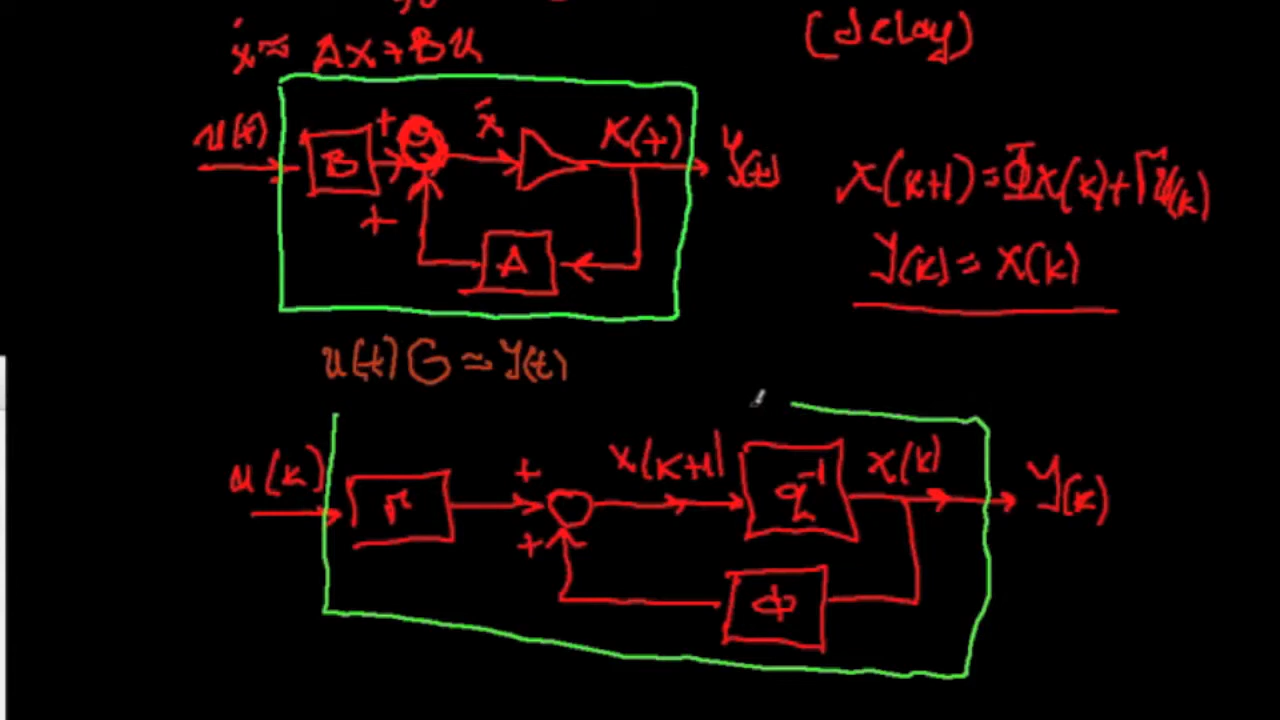 (delay)
ẋ = Ax + Bu
u(t) B + + ẋ x(t) y(t)
A
x(k+1) = Φx(k) + Γu(k)
y(k) = x(k)
u(t) G = y(t)
u(k) Γ + + x(k+1) q⁻¹ x(k) y(k)
Φ